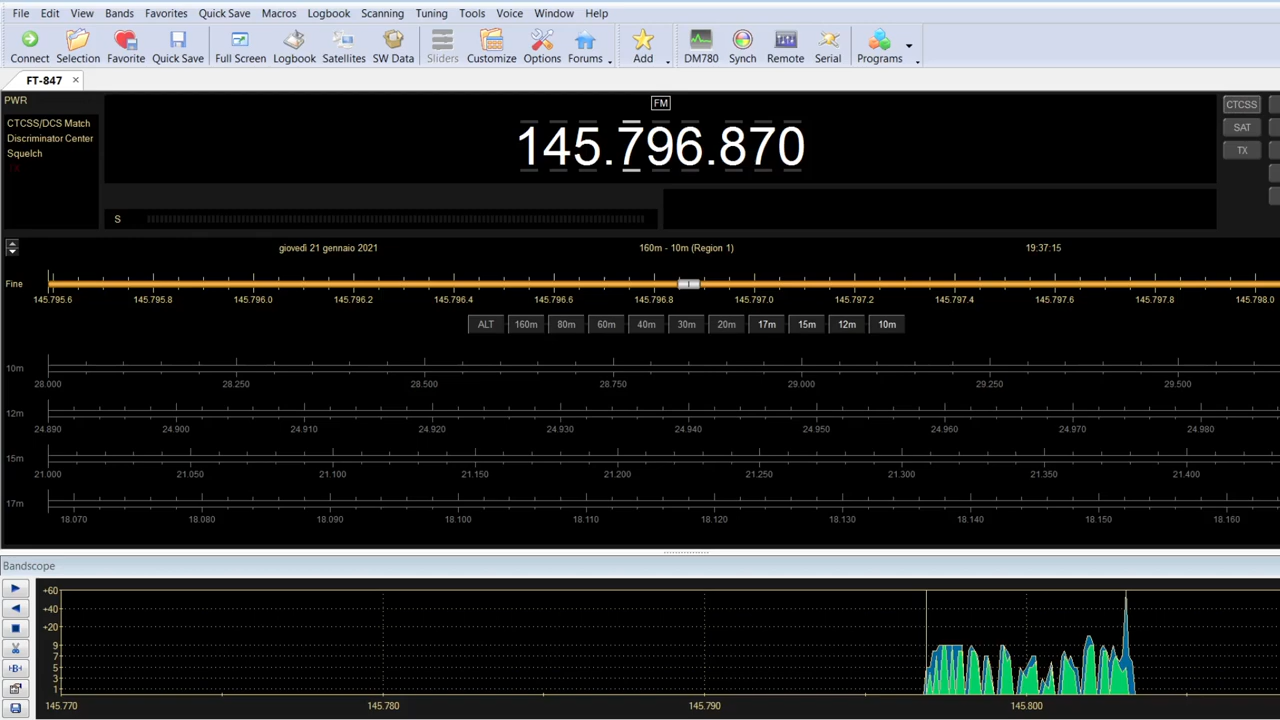 File Edit View Bands Favorites Quick Save Macros Logbook Scanning Tuning Tools Voice Window Help
Connect Selection Favorite Quick Save Full Screen Logbook Satellites SW Data Sliders Customize Options Forums Add DM780 Synch Remote Serial Programs
FT-847
PWR
FM
CTCSS
CTCSS/DCS Match
Discriminator Center
Squelch
TX
145.796.870
SAT
TX
S
giovedì 21 gennaio 2021 160m - 10m (Region 1) 19:37:15
Fine
145.795.6 145.795.8 145.796.0 145.796.2 145.796.4 145.796.6 145.796.8 145.797.0 145.797.2 145.797.4 145.797.6 145.797.8 145.798.0
ALT 160m 80m 60m 40m 30m 20m 17m 15m 12m 10m
10m
28.000 28.250 28.500 28.750 29.000 29.250 29.500
12m
24.890 24.900 24.910 24.920 24.930 24.940 24.950 24.960 24.970 24.980
15m
21.000 21.050 21.100 21.150 21.200 21.250 21.300 21.350 21.400
17m
18.070 18.080 18.090 18.100 18.110 18.120 18.130 18.140 18.150 18.160
Bandscope
+60
+40
+20
9
7
5
3
1
B
145.770 145.780 145.790 145.800